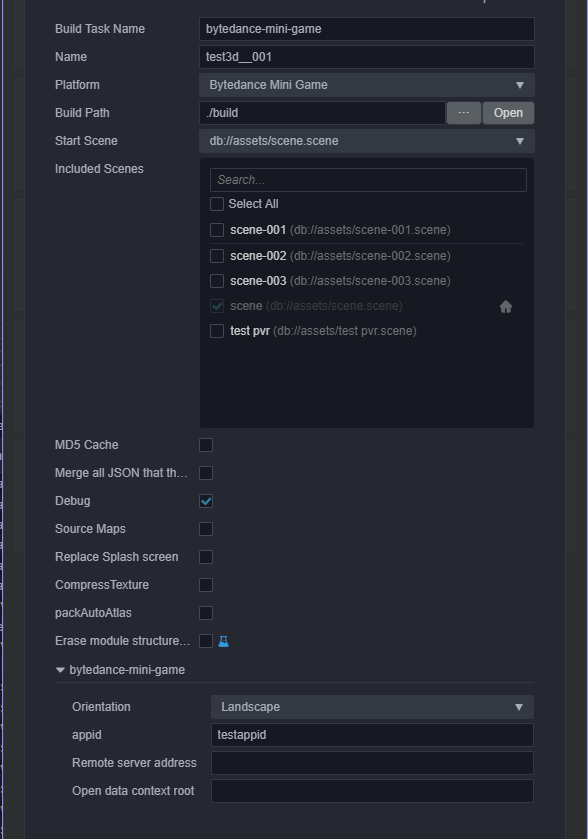 Build Task Name bytedance-mini-game
Name test3d__001
Platform Bytedance Mini Game
Build Path ./build ... Open
Start Scene db://assets/scene.scene
Included Scenes
Search...
Select All
scene-001 (db://assets/scene-001.scene)
scene-002 (db://assets/scene-002.scene)
scene-003 (db://assets/scene-003.scene)
scene (db://assets/scene.scene)
test pvr (db://assets/test pvr.scene)
MD5 Cache
Merge all JSON that th...
Debug
Source Maps
Replace Splash screen
CompressTexture
packAutoAtlas
Erase module structure...
bytedance-mini-game
Orientation Landscape
appid testappid
Remote server address
Open data context root